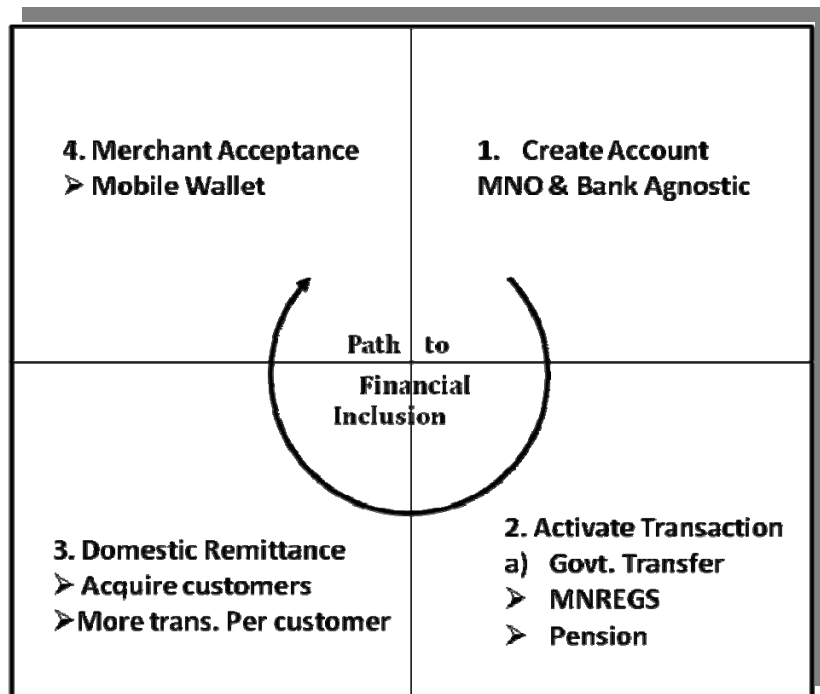 4. Merchant Acceptance
➢ Mobile Wallet
1. Create Account
MNO & Bank Agnostic
Path to
Financial
Inclusion
3. Domestic Remittance
➢ Acquire customers
➢More trans. Per customer
2. Activate Transaction
a) Govt. Transfer
➢ MNREGS
➢ Pension